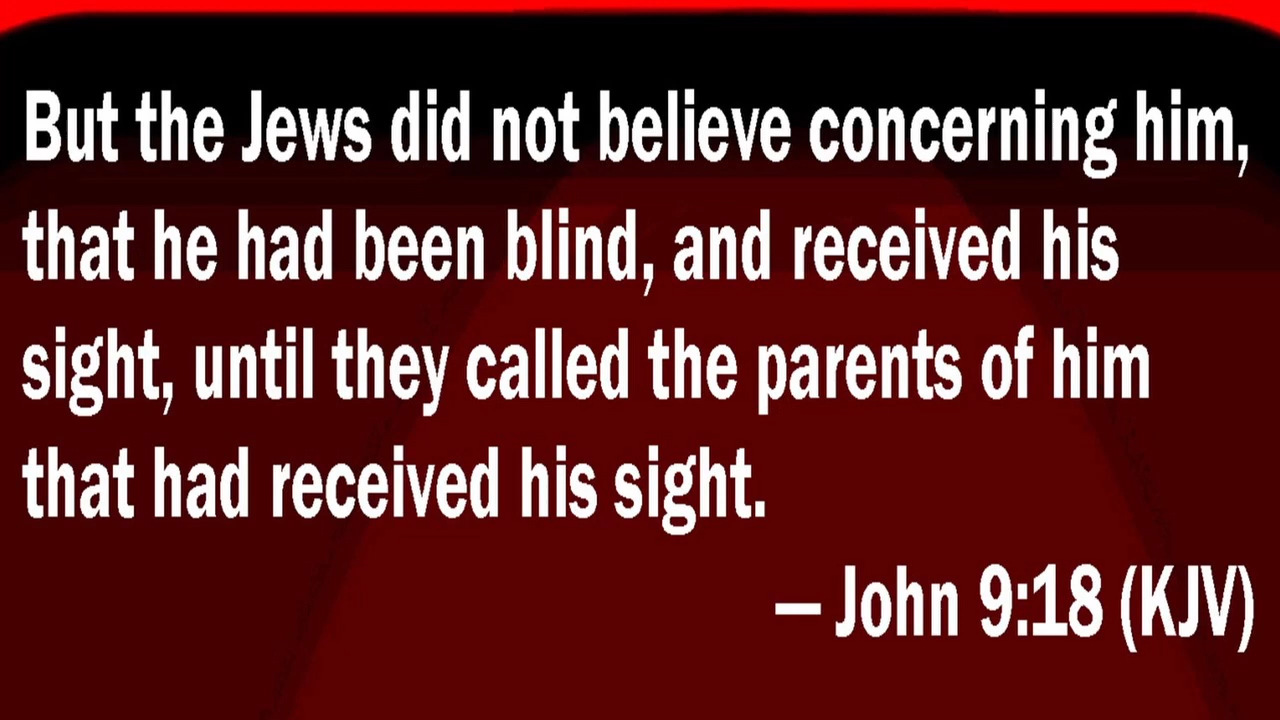 But the Jews did not believe concerning him,
that he had been blind, and received his
sight, until they called the parents of him
that had received his sight.
– John 9:18 (KJV)